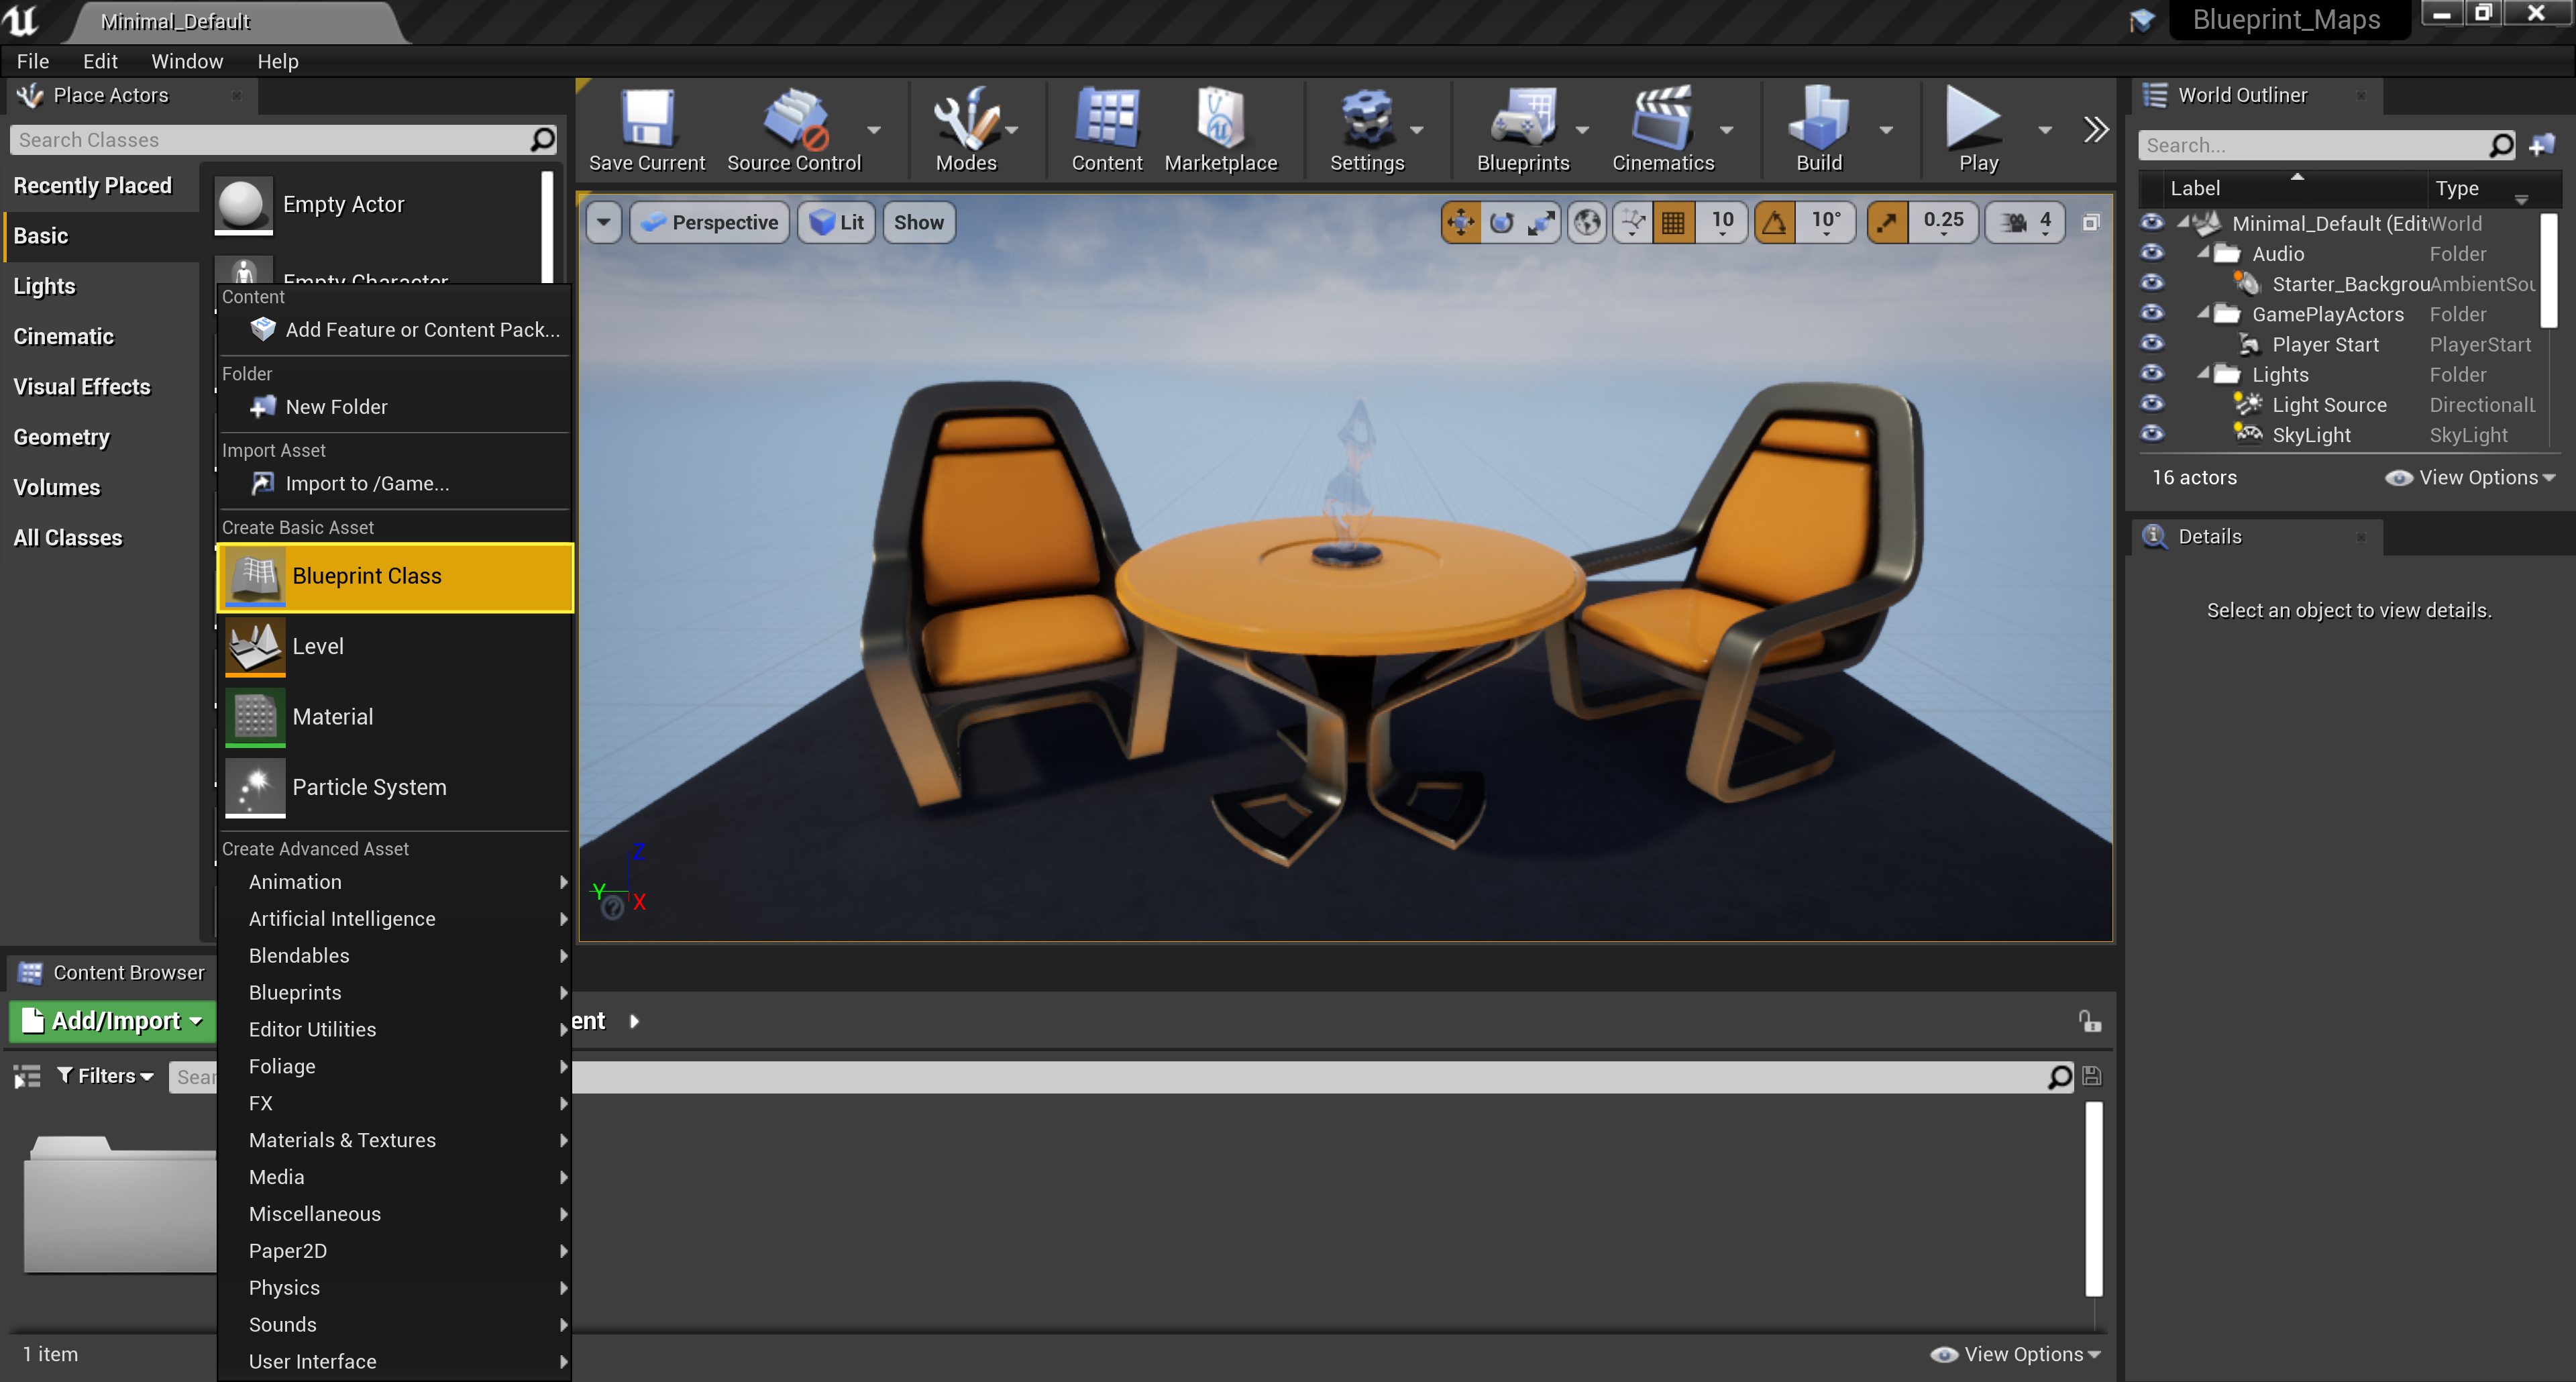 Minimal_Default
Blueprint_Maps
File Edit Window Help
Place Actors
Search Classes
Recently Placed
Basic
Lights
Cinematic
Visual Effects
Geometry
Volumes
All Classes
Empty Actor
Empty Character
Content
Add Feature or Content Pack...
Folder
New Folder
Import Asset
Import to /Game...
Create Basic Asset
Blueprint Class
Level
Material
Particle System
Create Advanced Asset
Animation
Artificial Intelligence
Blendables
Blueprints
Editor Utilities
Foliage
FX
Materials & Textures
Media
Miscellaneous
Paper2D
Physics
Sounds
User Interface
Save Current Source Control Modes Content Marketplace Settings Blueprints Cinematics Build Play
Perspective Lit Show
10 10° 0.25 4
Z
Y
X
?
World Outliner
Search...
Label Type
Minimal_Default (Edit World
Audio Folder
Starter_Backgrou AmbientSou
GamePlayActors Folder
Player Start PlayerStart
Lights Folder
Light Source DirectionalL
SkyLight SkyLight
16 actors View Options
Details
Select an object to view details.
Content Browser
Add/Import
ent
Filters Sear
1 item
View Options